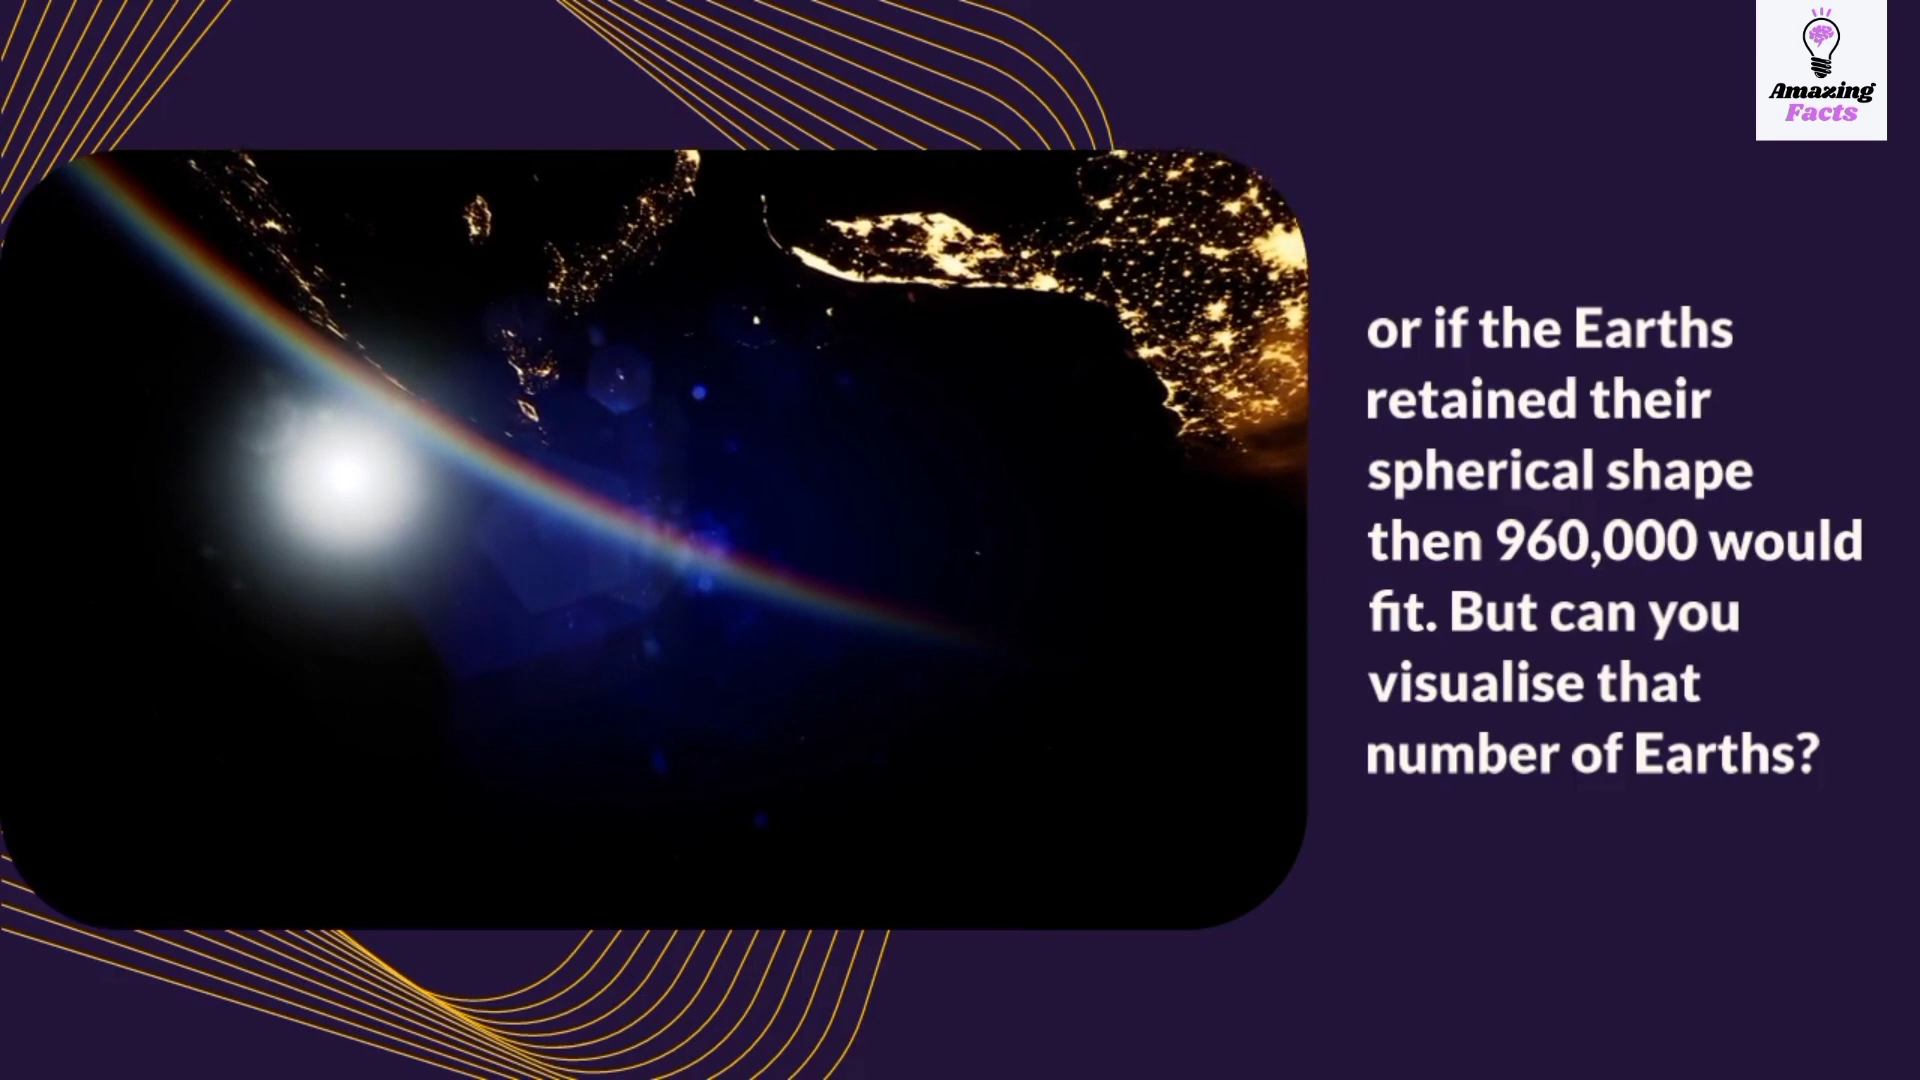 Amazing
Facts
or if the Earths
retained their
spherical shape
then 960,000 would
fit. But can you
visualise that
number of Earths?